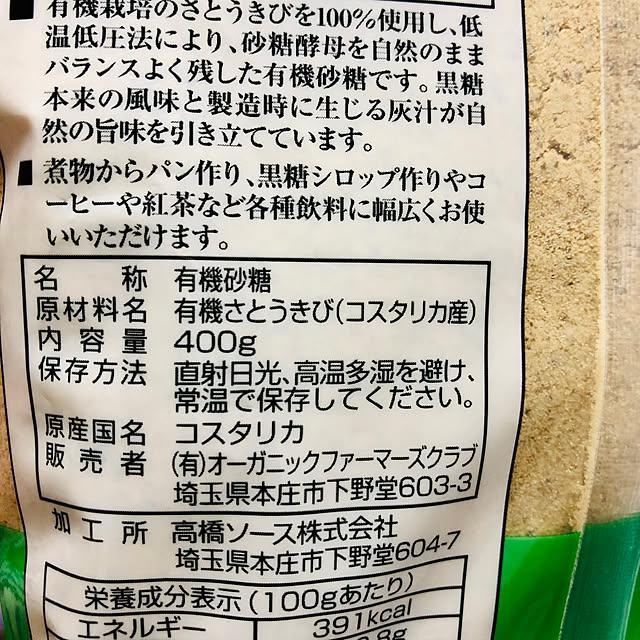 ■ 有機栽培のさとうきびを100%使用し、低
温低圧法により、砂糖酵母を自然のまま
バランスよく残した有機砂糖です。黒糖
本来の風味と製造時に生じる灰汁が自
然の旨味を引き立てています。
■ 煮物からパン作り、黒糖シロップ作りやコ
ーヒーや紅茶など各種飲料に幅広くお使
いいただけます。
名称 有機砂糖
原材料名 有機さとうきび(コスタリカ産)
内容量 400g
保存方法 直射日光、高温多湿を避け、
常温で保存してください。
原産国名 コスタリカ
販売者 (有)オーガニックファーマーズクラブ
埼玉県本庄市下野堂603-3
加工所 高橋ソース株式会社
埼玉県本庄市下野堂604-7
栄養成分表示(100gあたり)
エネルギー 391kcal